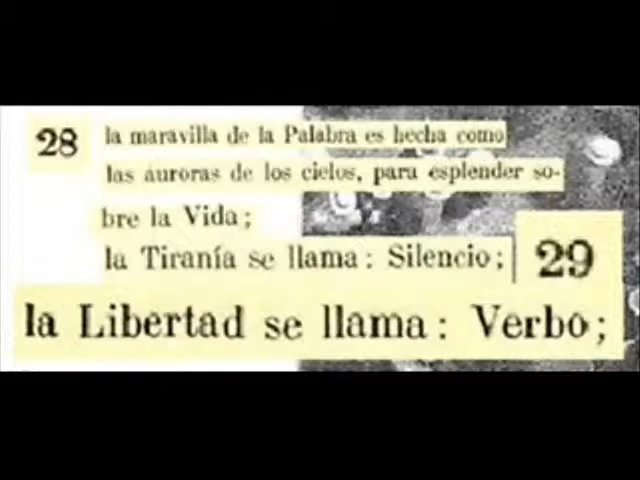 28
la maravilla de la Palabra es hecha como
las auroras de los cielos, para esplender so-
bre la Vida;
la Tiranía se llama: Silencio;
29
la Libertad se llama: Verbo;